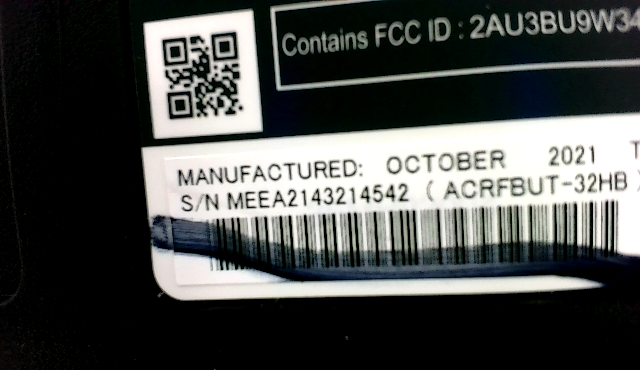 Contains FCC ID : 2AU3BU9W34
MANUFACTURED: OCTOBER 2021 T
S/N MEEA2143214542 ( ACRFBUT-32HB )